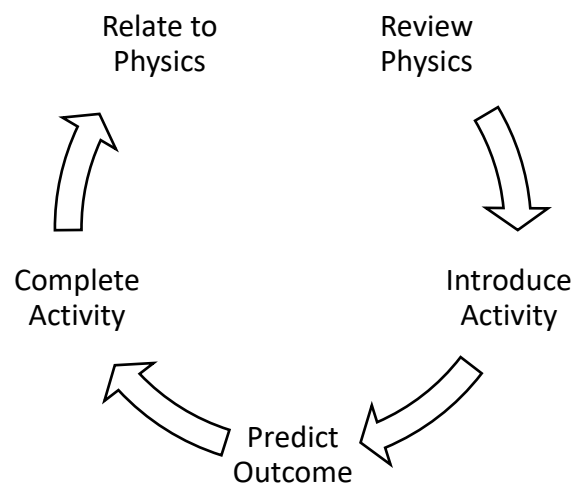 Relate to
Physics
Review
Physics
Complete
Activity
Introduce
Activity
Predict
Outcome